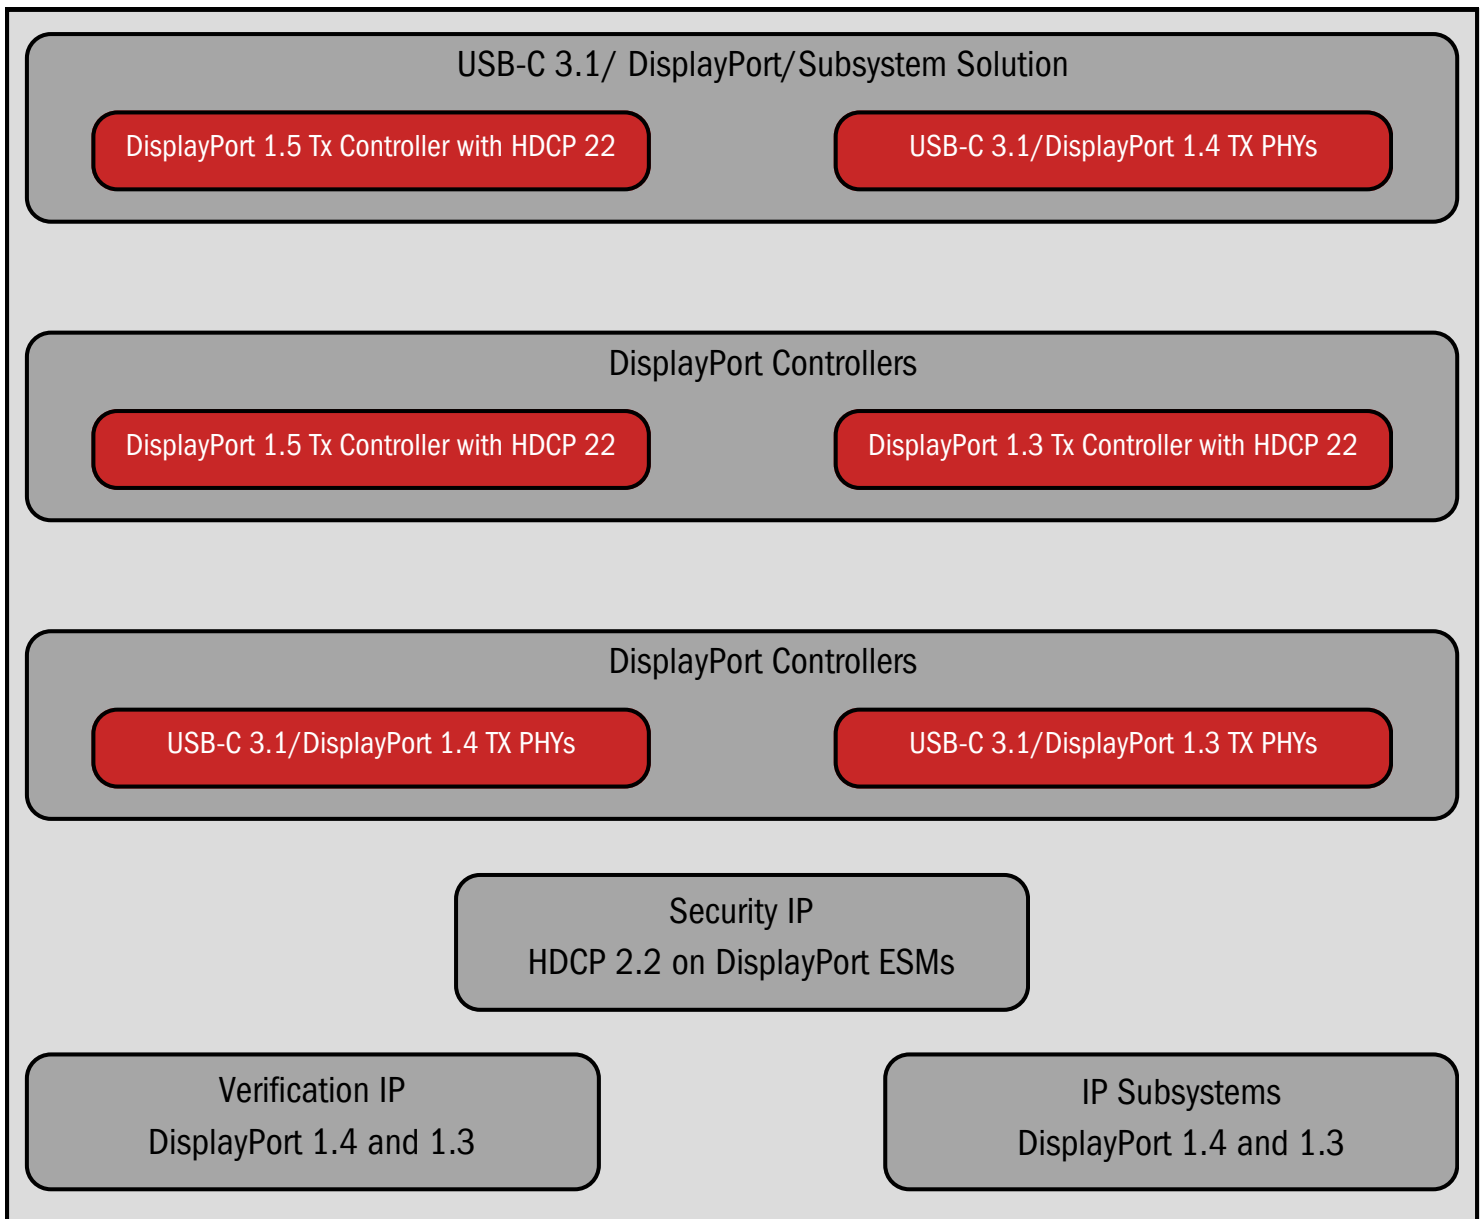 USB-C 3.1/ DisplayPort/Subsystem Solution
DisplayPort 1.5 Tx Controller with HDCP 22
USB-C 3.1/DisplayPort 1.4 TX PHYs
DisplayPort Controllers
DisplayPort 1.5 Tx Controller with HDCP 22
DisplayPort 1.3 Tx Controller with HDCP 22
DisplayPort Controllers
USB-C 3.1/DisplayPort 1.4 TX PHYs
USB-C 3.1/DisplayPort 1.3 TX PHYs
Security IP
HDCP 2.2 on DisplayPort ESMs
Verification IP
DisplayPort 1.4 and 1.3
IP Subsystems
DisplayPort 1.4 and 1.3